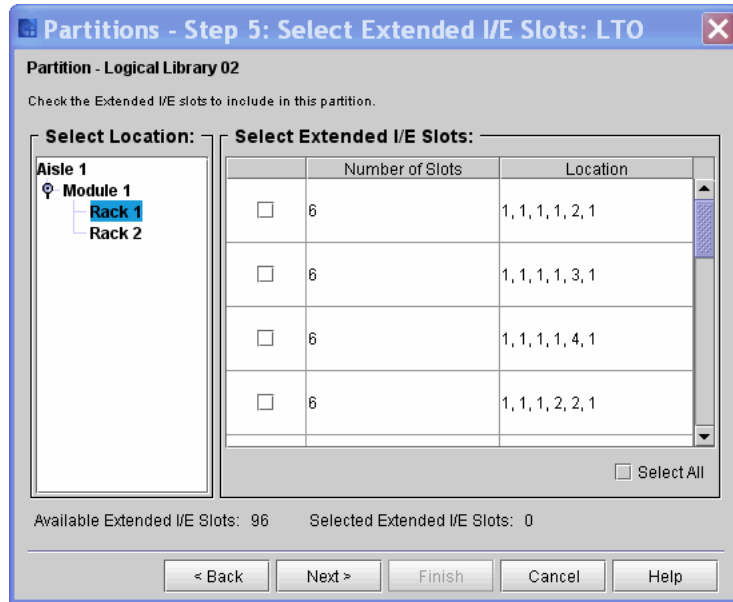 Partitions - Step 5: Select Extended I/E Slots: LTO
Partition - Logical Library 02
Check the Extended I/E slots to include in this partition.
Select Location:
Aisle 1
Module 1
Rack 1
Rack 2
Select Extended I/E Slots:
Number of Slots Location
6 1, 1, 1, 1, 2, 1
6 1, 1, 1, 1, 3, 1
6 1, 1, 1, 1, 4, 1
6 1, 1, 1, 2, 2, 1
Select All
Available Extended I/E Slots: 96 Selected Extended I/E Slots: 0
< Back Next > Finish Cancel Help